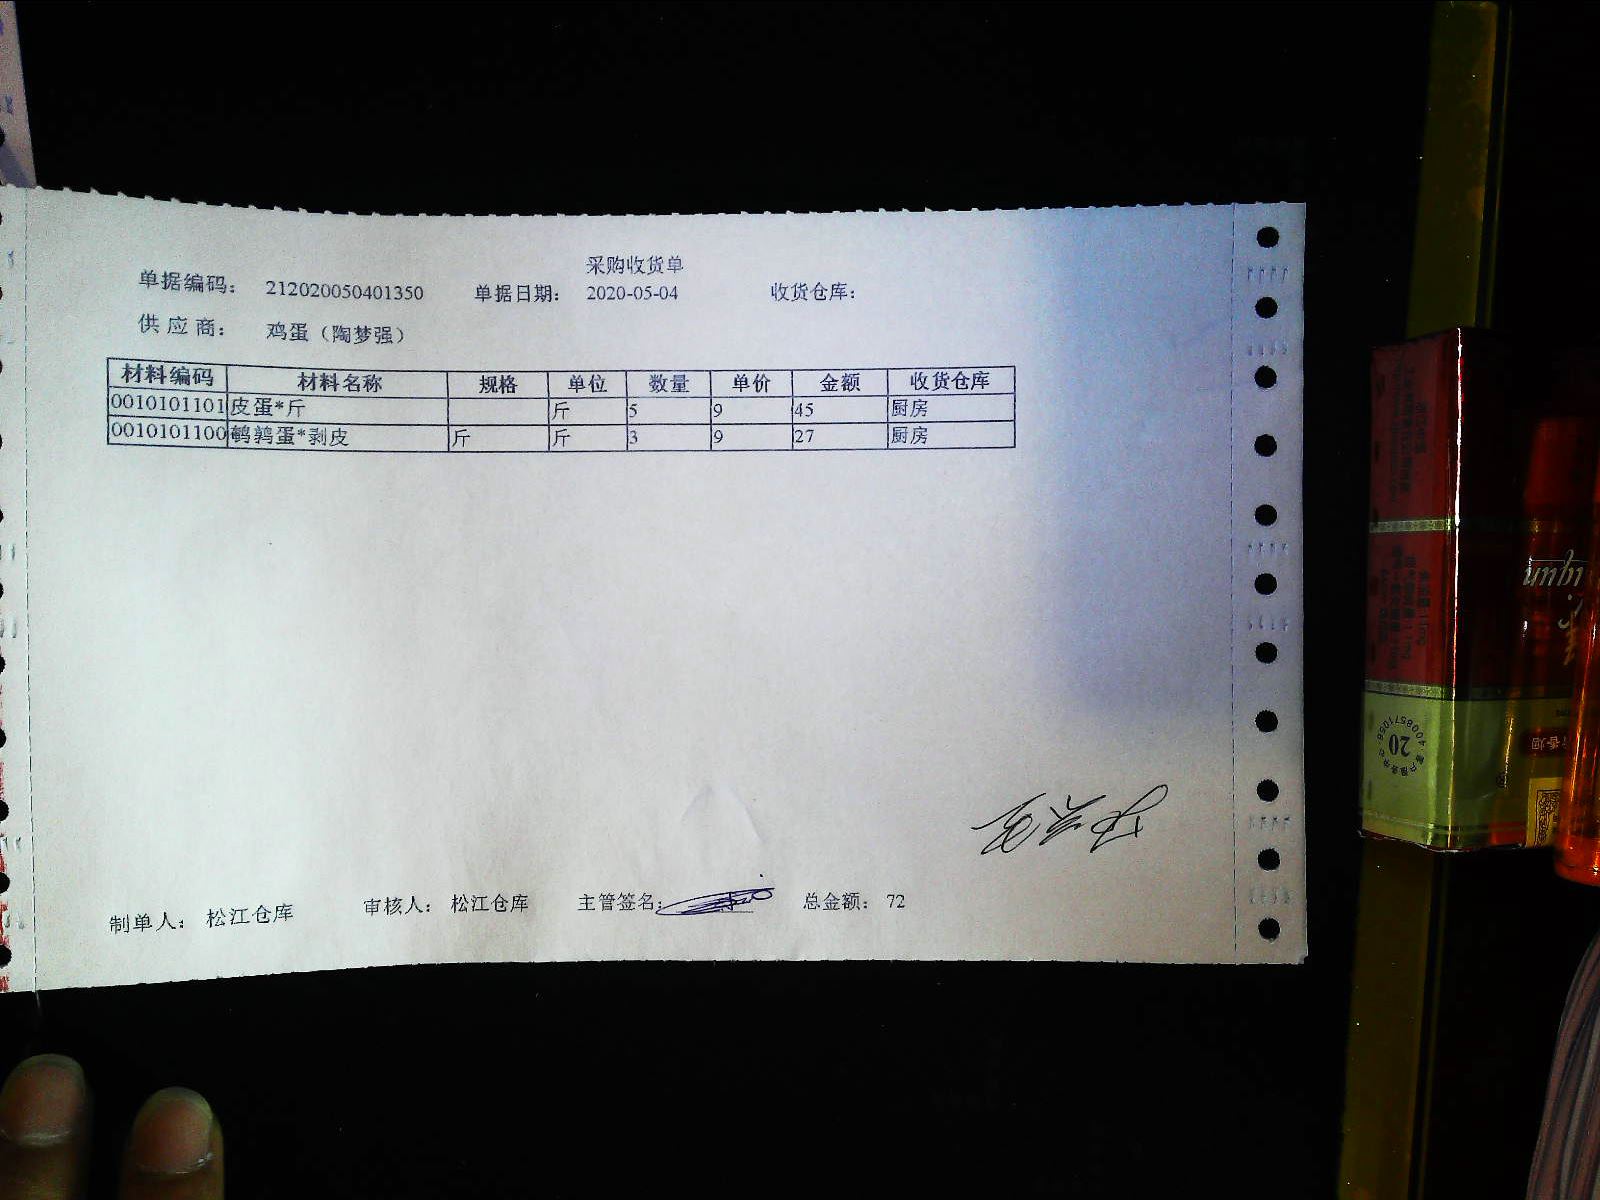 采购收货单
单据编码： 212020050401350 单据日期： 2020-05-04 收货仓库：
供应商： 鸡蛋（陶梦强）
材料编码 材料名称 规格 单位 数量 单价 金额 收货仓库
0010101101 皮蛋*斤 斤 5 9 45 厨房
0010101100 鹌鹑蛋*剥皮 斤 斤 3 9 27 厨房
制单人： 松江仓库 审核人： 松江仓库 主管签名： 总金额： 72
20
4008571056